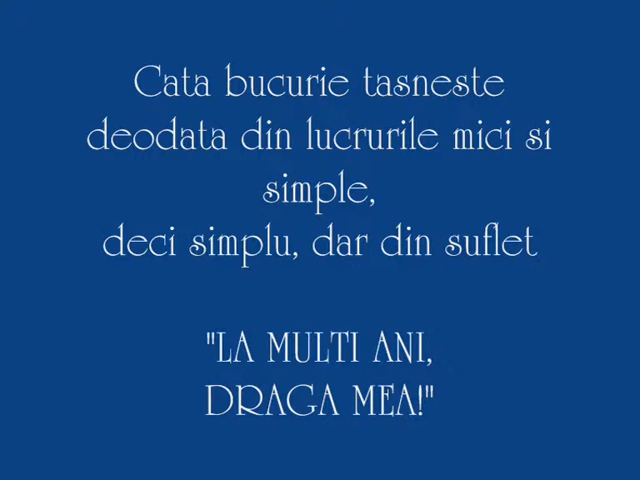 Cata bucurie tasneste
deodata din lucrurile mici si
simple,
deci simplu, dar din suflet
"LA MULTI ANI,
DRAGA MEA!"